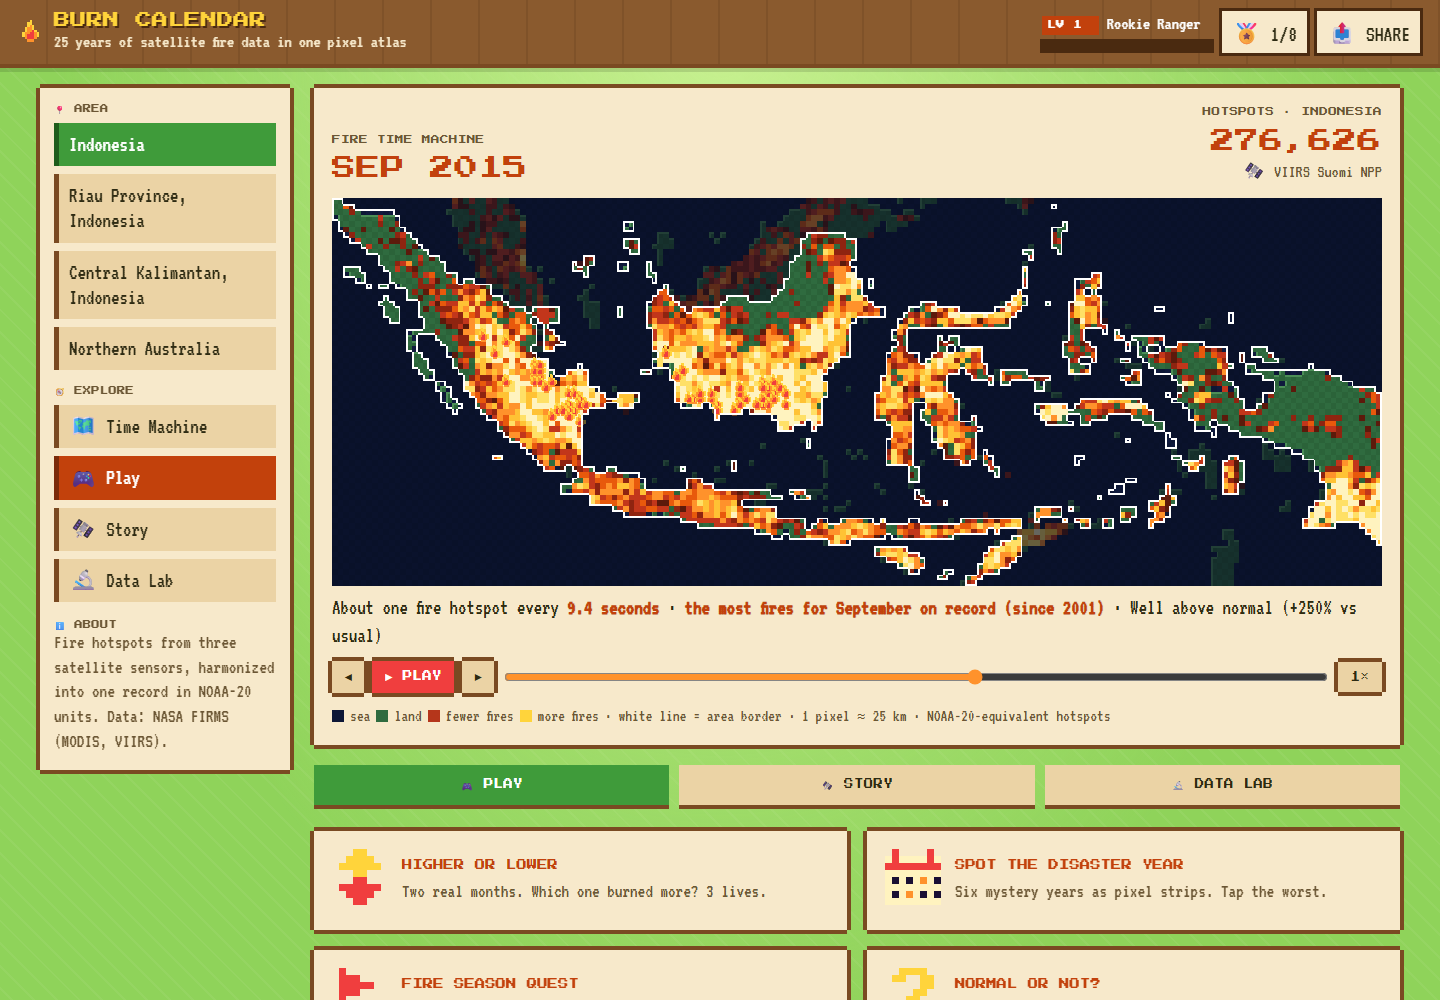 BURN CALENDAR
25 years of satellite fire data in one pixel atlas
LV 1 Rookie Ranger
1/8
SHARE
AREA
Indonesia
Riau Province,
Indonesia
Central Kalimantan,
Indonesia
Northern Australia
EXPLORE
Time Machine
Play
Story
Data Lab
ABOUT
Fire hotspots from three
satellite sensors, harmonized
into one record in NOAA-20
units. Data: NASA FIRMS
(MODIS, VIIRS).
FIRE TIME MACHINE
SEP 2015
HOTSPOTS · INDONESIA
276,626
VIIRS Suomi NPP
About one fire hotspot every 9.4 seconds · the most fires for September on record (since 2001) · Well above normal (+250% vs
usual)
◄ ► PLAY ► 1×
sea land fewer fires more fires · white line = area border · 1 pixel ≈ 25 km · NOAA-20-equivalent hotspots
PLAY
STORY
DATA LAB
HIGHER OR LOWER
Two real months. Which one burned more? 3 lives.
SPOT THE DISASTER YEAR
Six mystery years as pixel strips. Tap the worst.
FIRE SEASON QUEST
NORMAL OR NOT?